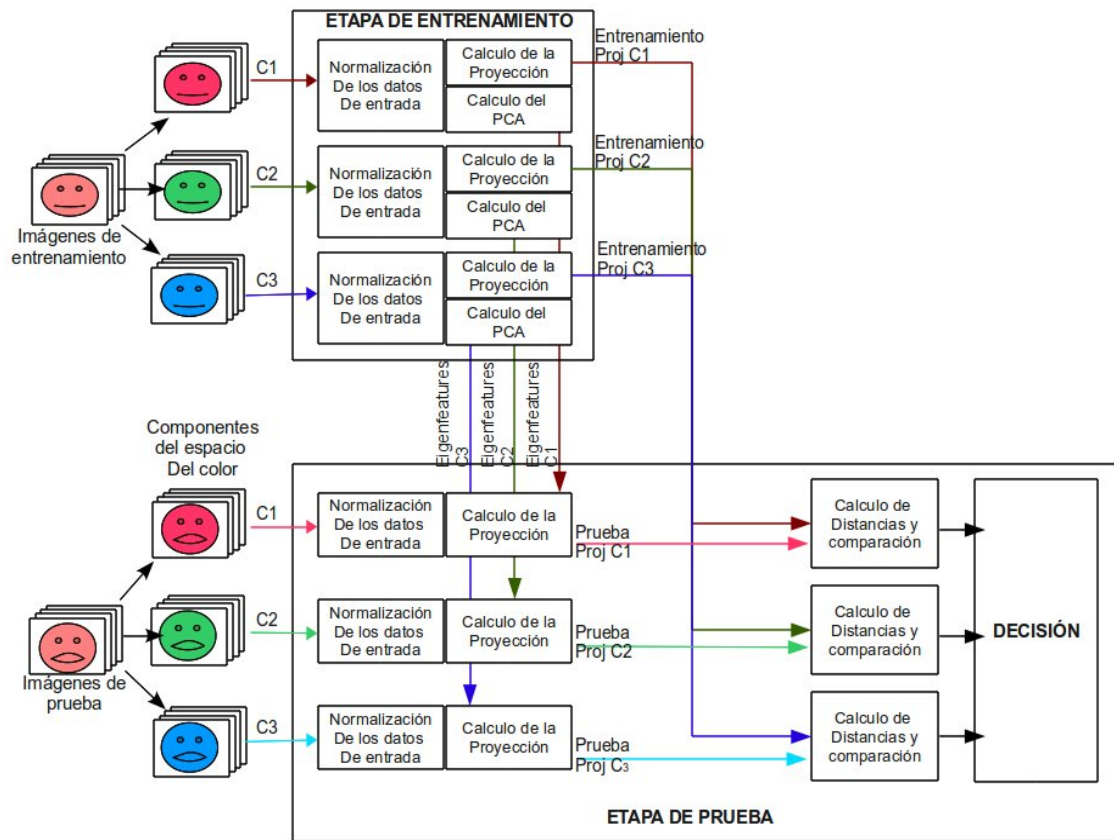 ETAPA DE ENTRENAMIENTO
C1
Normalización
De los datos
De entrada
Calculo de la
Proyección
Calculo del
PCA
Entrenamiento
Proj C1
C2
Normalización
De los datos
De entrada
Calculo de la
Proyección
Calculo del
PCA
Entrenamiento
Proj C2
Imágenes de
entrenamiento
C3
Normalización
De los datos
De entrada
Calculo de la
Proyección
Calculo del
PCA
Entrenamiento
Proj C3
Eigenfeatures
C3
Eigenfeatures
C2
Eigenfeatures
C1
Componentes
del espacio
Del color
C1
Normalización
De los datos
De entrada
Calculo de la
Proyección
Prueba
Proj C1
Calculo de
Distancias y
comparación
C2
Normalización
De los datos
De entrada
Calculo de la
Proyección
Prueba
Proj C2
Calculo de
Distancias y
comparación
DECISIÓN
Imágenes de
prueba
C3
Normalización
De los datos
De entrada
Calculo de la
Proyección
Prueba
Proj C3
Calculo de
Distancias y
comparación
ETAPA DE PRUEBA